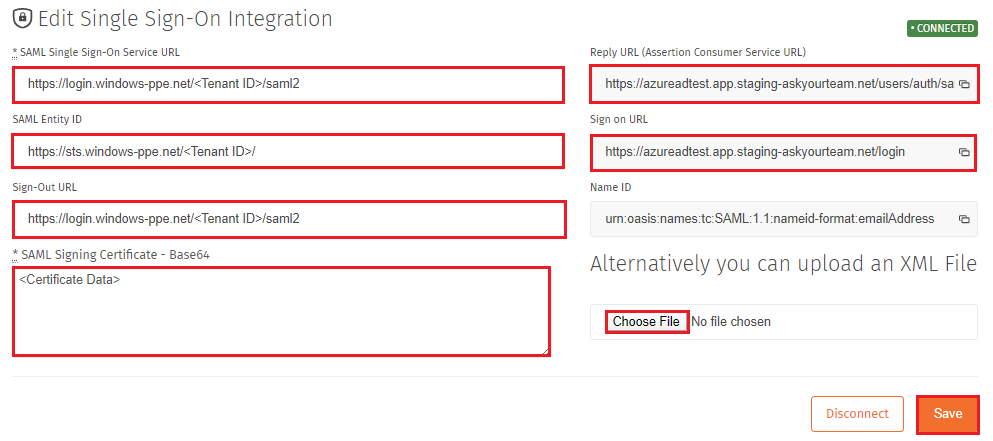 Edit Single Sign-On Integration
• CONNECTED
* SAML Single Sign-On Service URL
https://login.windows-ppe.net/<Tenant ID>/saml2
SAML Entity ID
https://sts.windows-ppe.net/<Tenant ID>/
Sign-Out URL
https://login.windows-ppe.net/<Tenant ID>/saml2
* SAML Signing Certificate - Base64
<Certificate Data>
Reply URL (Assertion Consumer Service URL)
https://azureadtest.app.staging-askyourteam.net/users/auth/sa
Sign on URL
https://azureadtest.app.staging-askyourteam.net/login
Name ID
urn:oasis:names:tc:SAML:1.1:nameid-format:emailAddress
Alternatively you can upload an XML File
Choose File No file chosen
Disconnect
Save